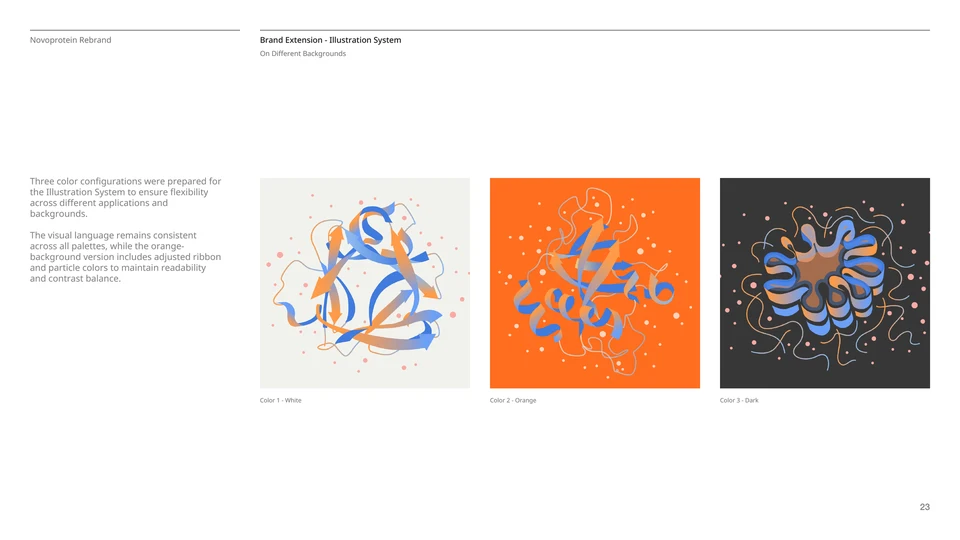 Novoprotein Rebrand
Brand Extension - Illustration System
On Different Backgrounds
Three color configurations were prepared for
the Illustration System to ensure flexibility
across different applications and
backgrounds.
The visual language remains consistent
across all palettes, while the orange-
background version includes adjusted ribbon
and particle colors to maintain readability
and contrast balance.
Color 1 - White
Color 2 - Orange
Color 3 - Dark
23